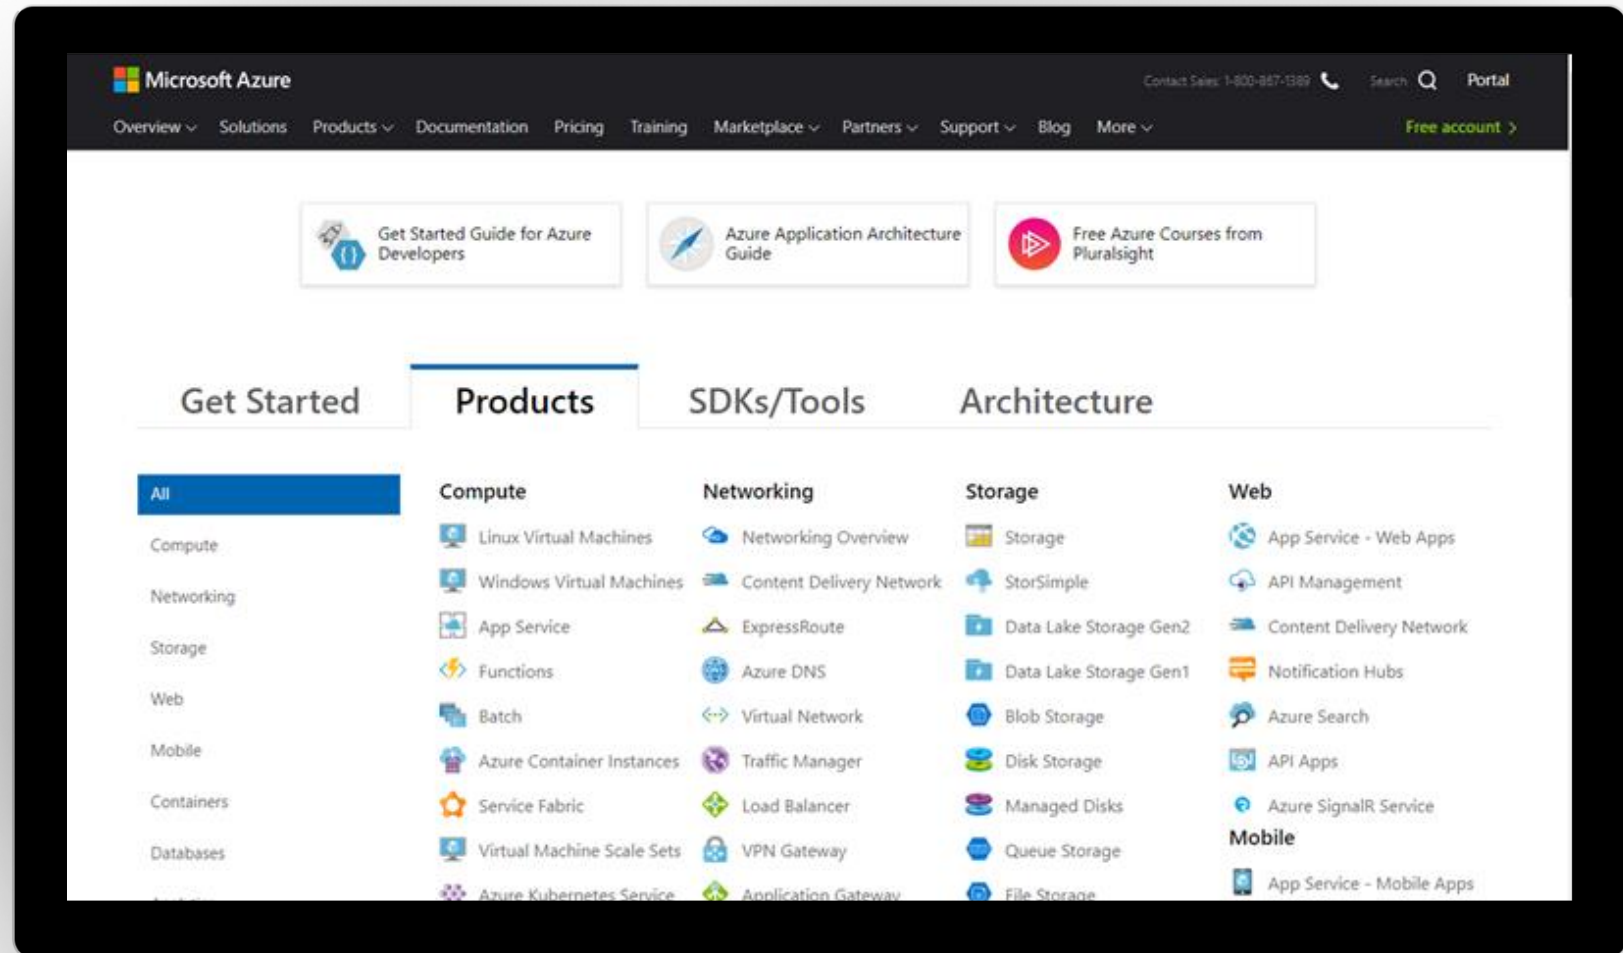 Microsoft Azure
Contact Sales: 1-800-867-1389
Search
Portal
Overview Solutions Products Documentation Pricing Training Marketplace Partners Support Blog More
Free account >
Get Started Guide for Azure
Developers
Azure Application Architecture
Guide
Free Azure Courses from
Pluralsight
Get Started
Products
SDKs/Tools
Architecture
All
Compute
Networking
Storage
Web
Mobile
Containers
Databases
Compute
Linux Virtual Machines
Windows Virtual Machines
App Service
Functions
Batch
Azure Container Instances
Service Fabric
Virtual Machine Scale Sets
Azure Kubernetes Service
Networking
Networking Overview
Content Delivery Network
ExpressRoute
Azure DNS
Virtual Network
Traffic Manager
Load Balancer
VPN Gateway
Application Gateway
Storage
Storage
StorSimple
Data Lake Storage Gen2
Data Lake Storage Gen1
Blob Storage
Disk Storage
Managed Disks
Queue Storage
File Storage
Web
App Service - Web Apps
API Management
Content Delivery Network
Notification Hubs
Azure Search
API Apps
Azure SignalR Service
Mobile
App Service - Mobile Apps